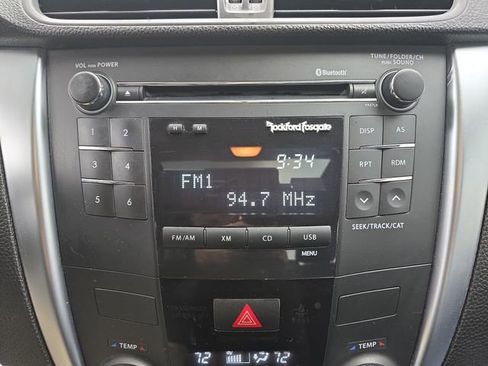 Bluetooth
VOL PUSH POWER
TUNE/FOLDER/CH
PUSH SOUND
H M
Rockford Fosgate
1 2
DISP AS
9:34
3 4
RPT RDM
FM1
94.7 MHz
5 6
SEEK/TRACK/CAT
FM/AM XM CD USB
MENU
TEMP
TEMP
72 72